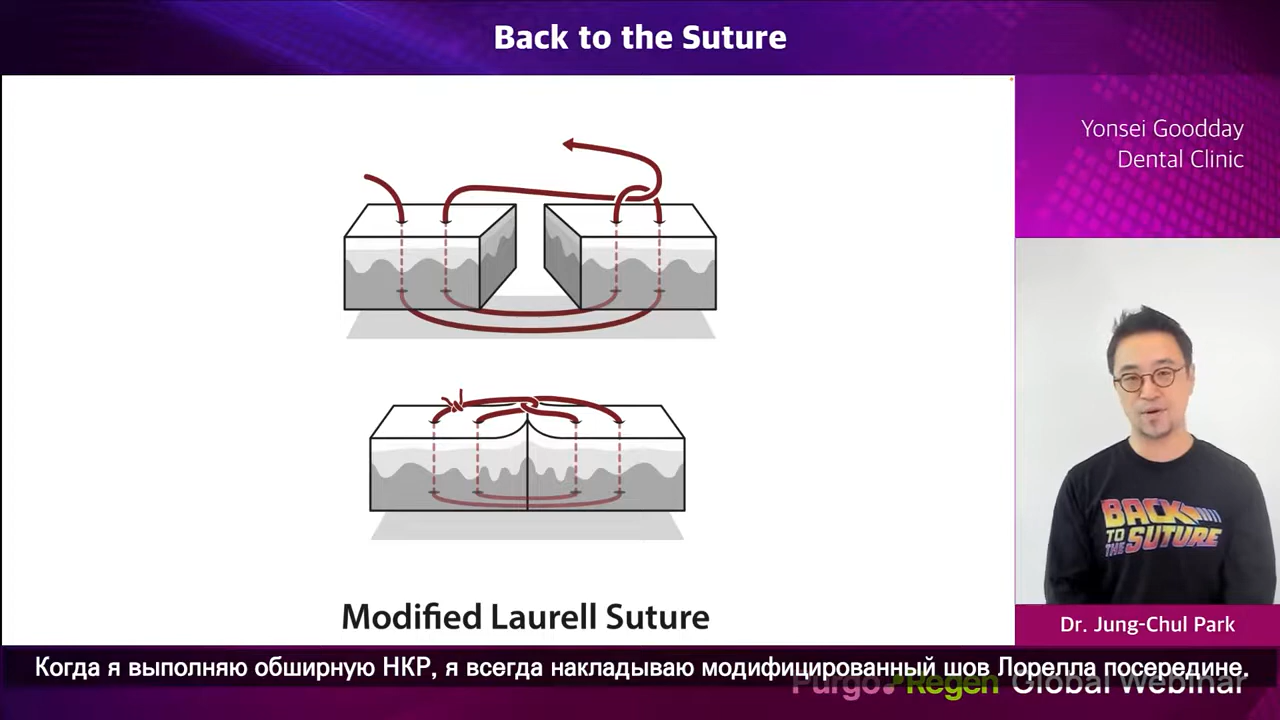 Back to the Suture
Yonsei Goodday
Dental Clinic
BACK
TO THE SUTURE
Modified Laurell Suture
Dr. Jung-Chul Park
Когда я выполняю обширную НКР, я всегда накладываю модифицированный шов Лорелла посередине.
Purgo Regen Global Webinar